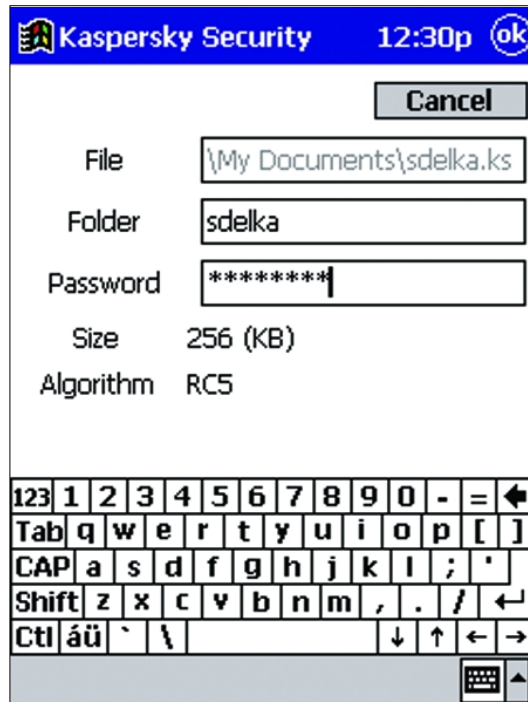 Kaspersky Security 12:30p ok
Cancel
File \My Documents\sdelka.ks
Folder sdelka
Password ********
Size 256 (KB)
Algorithm RC5
123 1 2 3 4 5 6 7 8 9 0 - =
Tab q w e r t y u i o p [ ]
CAP a s d f g h j k l ; '
Shift z x c v b n m , . /
Ctl áü ` \ ↓ ↑ ← →